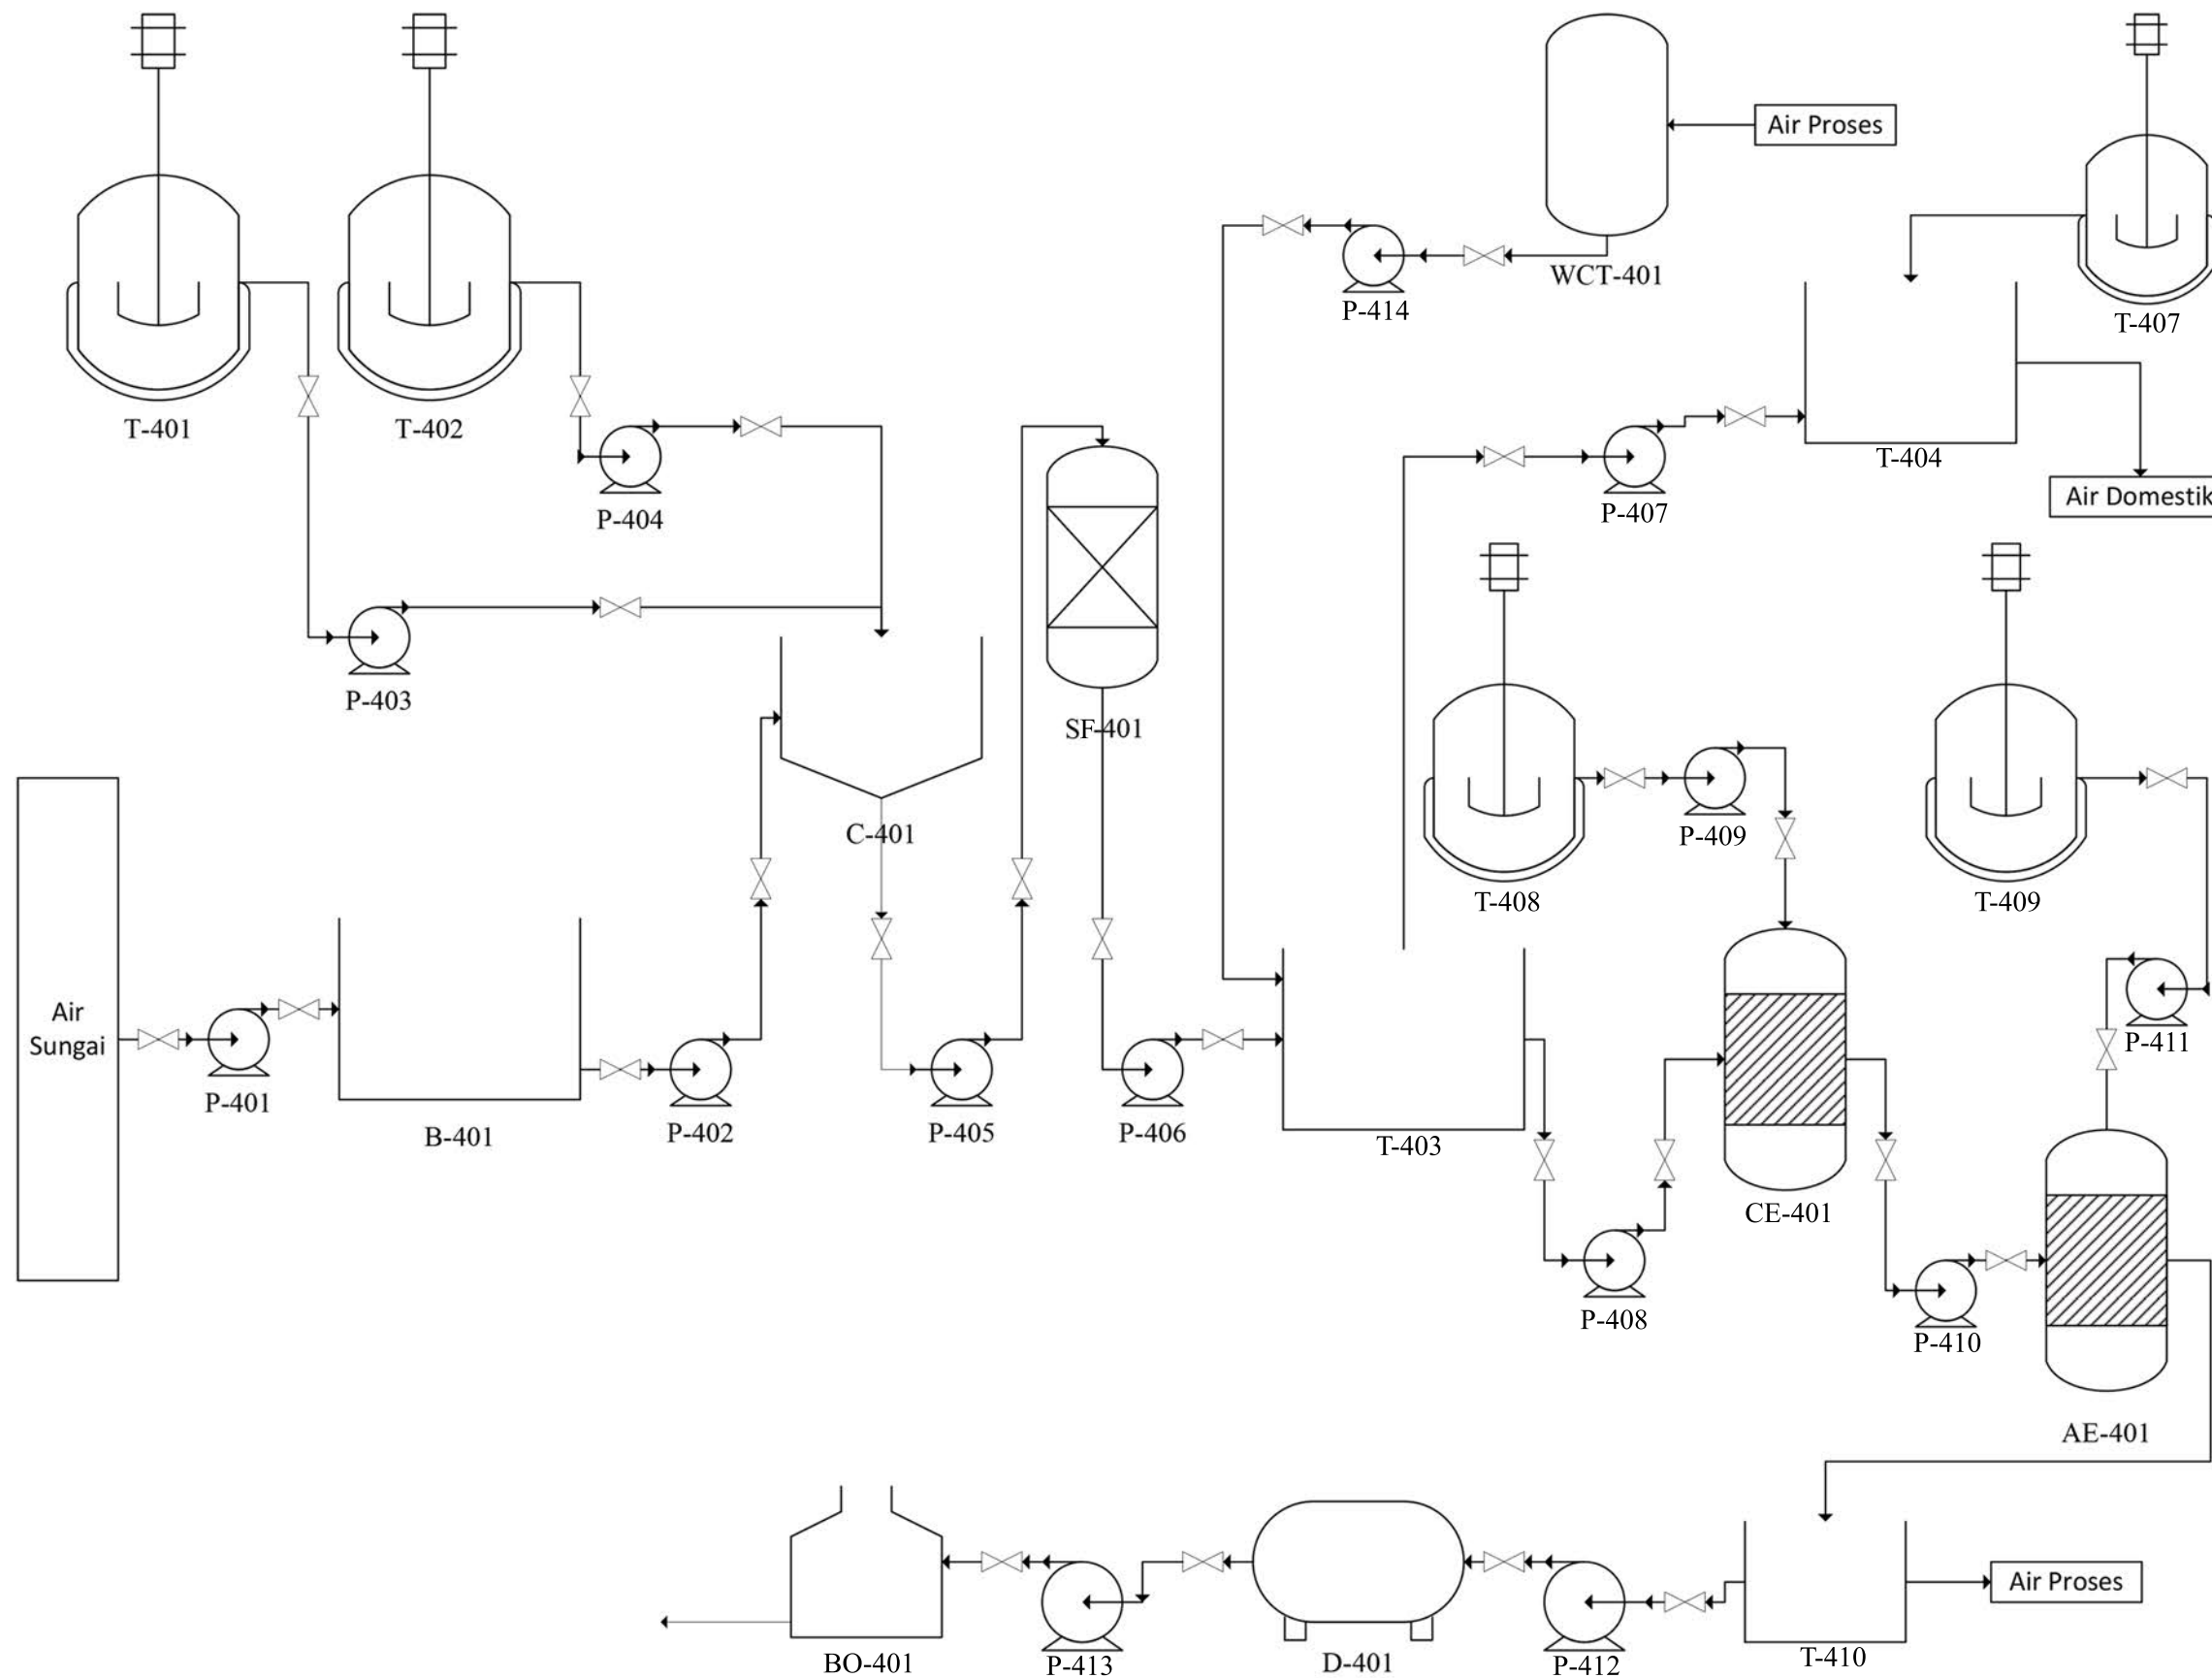 Air Proses
WCT-401
P-414
T-407
T-401
T-402
T-404
P-404
P-407
Air Domestik
P-403
SF-401
C-401
P-409
T-408
T-409
Air
Sungai
P-401
B-401
P-402
P-405
P-406
T-403
P-411
CE-401
P-408
P-410
AE-401
Air Proses
BO-401
P-413
D-401
P-412
T-410